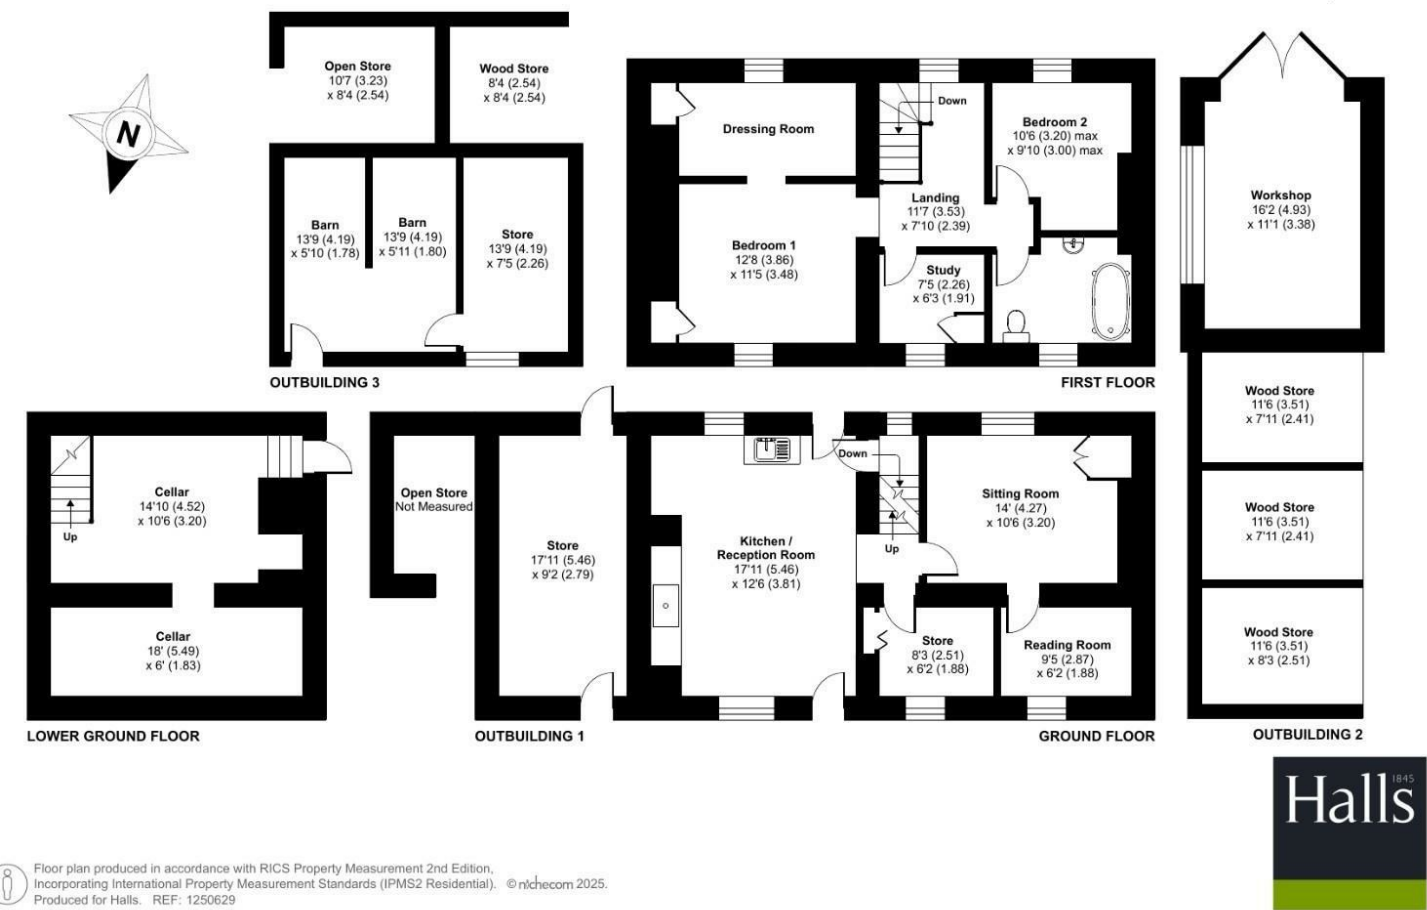 Open Store
10'7 (3.23)
x 8'4 (2.54)
Wood Store
8'4 (2.54)
x 8'4 (2.54)
N
Barn
13'9 (4.19)
x 5'10 (1.78)
Barn
13'9 (4.19)
x 5'11 (1.80)
Store
13'9 (4.19)
x 7'5 (2.26)
OUTBUILDING 3
Dressing Room
Down
Bedroom 2
10'6 (3.20) max
x 9'10 (3.00) max
Landing
11'7 (3.53)
x 7'10 (2.39)
Bedroom 1
12'8 (3.86)
x 11'5 (3.48)
Study
7'5 (2.26)
x 6'3 (1.91)
FIRST FLOOR
Workshop
16'2 (4.93)
x 11'1 (3.38)
Wood Store
11'6 (3.51)
x 7'11 (2.41)
Wood Store
11'6 (3.51)
x 7'11 (2.41)
Wood Store
11'6 (3.51)
x 8'3 (2.51)
OUTBUILDING 2
Cellar
14'10 (4.52)
x 10'6 (3.20)
Up
Cellar
18' (5.49)
x 6' (1.83)
LOWER GROUND FLOOR
Open Store
Not Measured
Store
17'11 (5.46)
x 9'2 (2.79)
OUTBUILDING 1
Kitchen /
Reception Room
17'11 (5.46)
x 12'6 (3.81)
Down
Up
Sitting Room
14' (4.27)
x 10'6 (3.20)
Store
8'3 (2.51)
x 6'2 (1.88)
Reading Room
9'5 (2.87)
x 6'2 (1.88)
GROUND FLOOR
Halls 1845
Floor plan produced in accordance with RICS Property Measurement 2nd Edition,
Incorporating International Property Measurement Standards (IPMS2 Residential). © nichecom 2025.
Produced for Halls. REF: 1250629